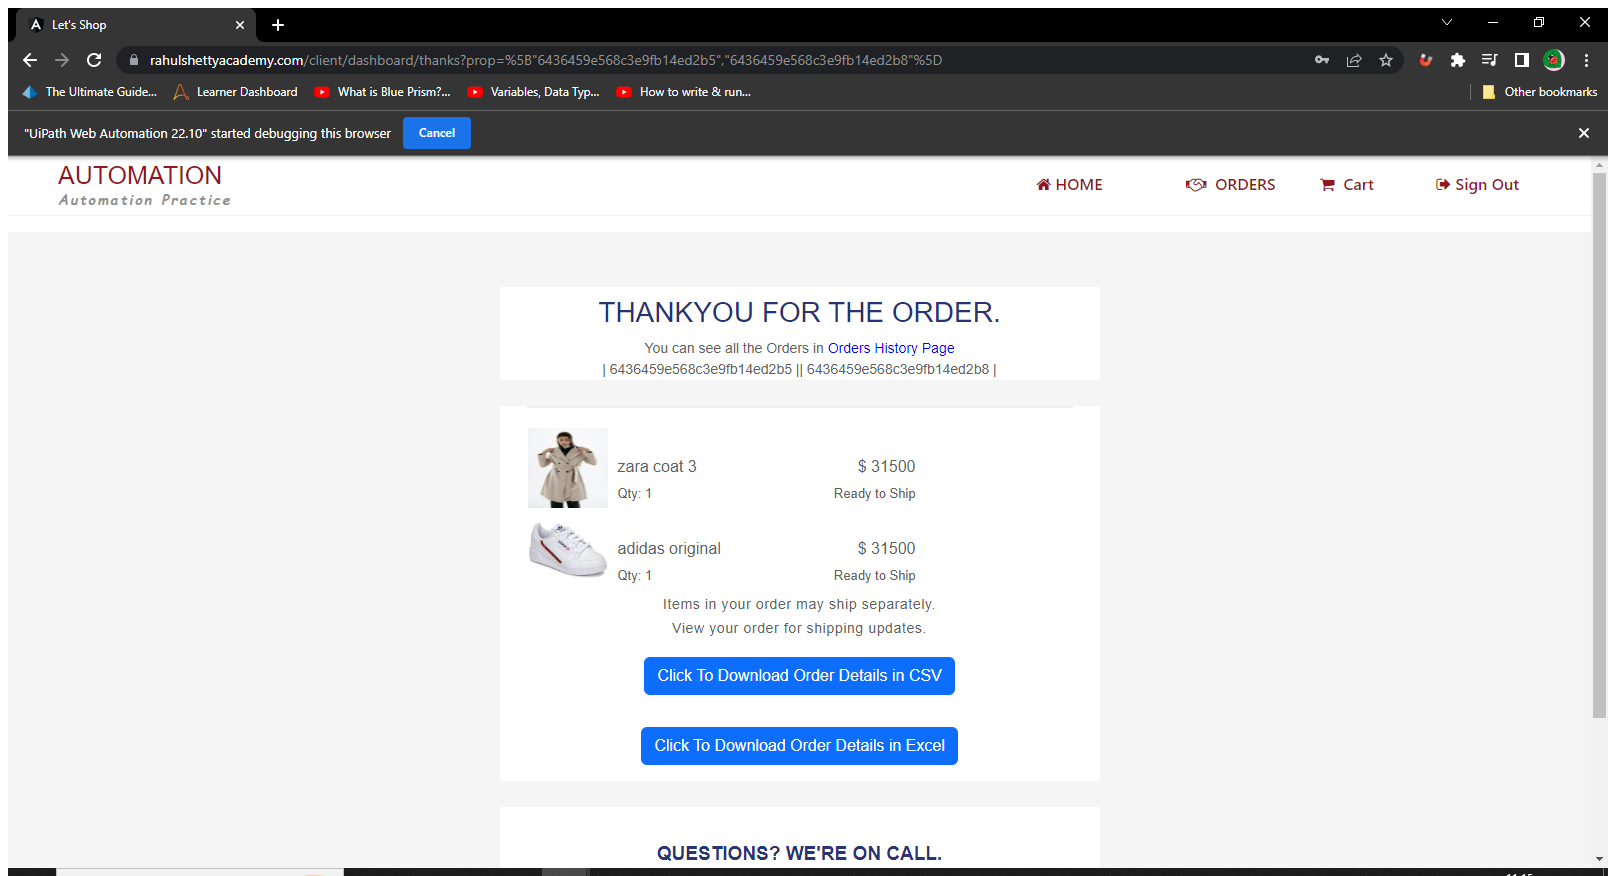 Let's Shop
rahulshettyacademy.com/client/dashboard/thanks?prop=%5B"6436459e568c3e9fb14ed2b5","6436459e568c3e9fb14ed2b8"%5D
The Ultimate Guide... Learner Dashboard What is Blue Prism?... Variables, Data Typ... How to write & run... Other bookmarks
"UiPath Web Automation 22.10" started debugging this browser Cancel
AUTOMATION
Automation Practice
HOME ORDERS Cart Sign Out
THANKYOU FOR THE ORDER.
You can see all the Orders in Orders History Page
| 6436459e568c3e9fb14ed2b5 || 6436459e568c3e9fb14ed2b8 |
zara coat 3 $ 31500
Qty: 1 Ready to Ship
adidas original $ 31500
Qty: 1 Ready to Ship
Items in your order may ship separately.
View your order for shipping updates.
Click To Download Order Details in CSV
Click To Download Order Details in Excel
QUESTIONS? WE'RE ON CALL.